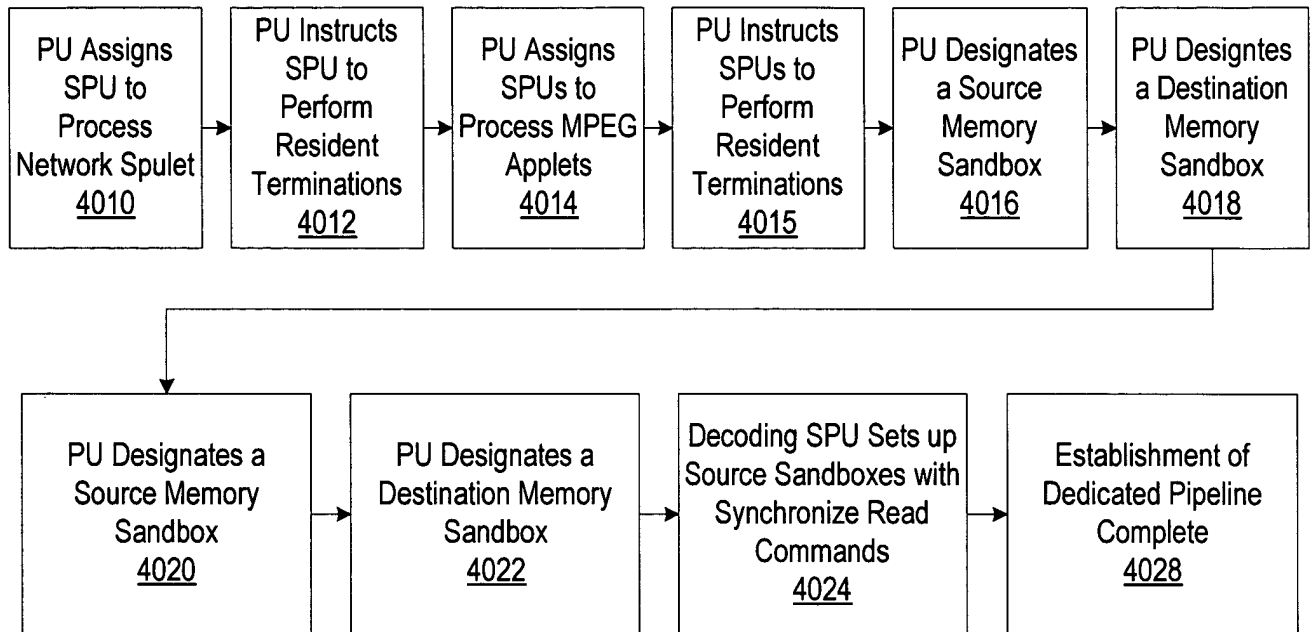 PU Assigns
SPU to
Process
Network Spulet
4010
PU Instructs
SPU to
Perform
Resident
Terminations
4012
PU Assigns
SPUs to
Process MPEG
Applets
4014
PU Instructs
SPUs to
Perform
Resident
Terminations
4015
PU Designates
a Source
Memory
Sandbox
4016
PU Designtes
a Destination
Memory
Sandbox
4018
PU Designates a
Source Memory
Sandbox
4020
PU Designates a
Destination Memory
Sandbox
4022
Decoding SPU Sets up
Source Sandboxes with
Synchronize Read
Commands
4024
Establishment of
Dedicated Pipeline
Complete
4028